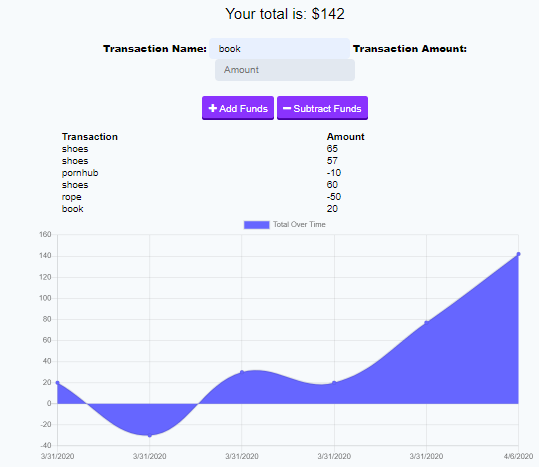 Your total is: $142
Transaction Name: book Transaction Amount:
Amount
+ Add Funds − Subtract Funds
Transaction Amount
shoes 65
shoes 57
pornhub -10
shoes 60
rope -50
book 20
Total Over Time
160
140
120
100
80
60
40
20
0
-20
-40
3/31/2020 3/31/2020 3/31/2020 3/31/2020 3/31/2020 4/6/2020